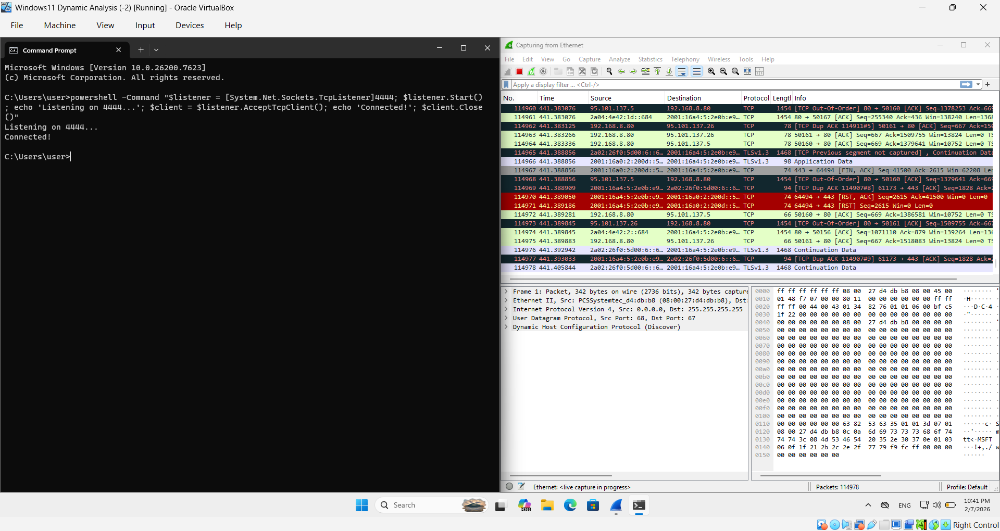 Windows11 Dynamic Analysis (-2) [Running] - Oracle VirtualBox
File Machine View Input Devices Help
Command Prompt
Microsoft Windows [Version 10.0.26200.7623]
(c) Microsoft Corporation. All rights reserved.
C:\Users\user>powershell -Command "$listener = [System.Net.Sockets.TcpListener]4444; $listener.Start()
; echo 'Listening on 4444...'; $client = $listener.AcceptTcpClient(); echo 'Connected!'; $client.Close
()"
Listening on 4444...
Connected!
C:\Users\user>
Capturing from Ethernet
File Edit View Go Capture Analyze Statistics Telephony Wireless Tools Help
Apply a display filter ... <Ctrl-/>
No. Time Source Destination Protocol Lengtl Info
114960 441.383076 95.101.137.5 192.168.8.80 TCP 1454 [TCP Out-Of-Order] 80 → 50160 [ACK] Seq=1378253 Ack=669
114961 441.383076 2a04:4e42:1d::684 2001:16a4:5:2e0b:e9… TCP 1454 80 → 50167 [ACK] Seq=255340 Ack=436 Win=138240 Len=1368
114962 441.383125 192.168.8.80 95.101.137.26 TCP 78 [TCP Dup ACK 114911#5] 50161 → 80 [ACK] Seq=667 Ack=150
114963 441.383266 192.168.8.80 95.101.137.26 TCP 78 50161 → 80 [ACK] Seq=667 Ack=1509755 Win=13824 Len=0 TS
114964 441.383336 192.168.8.80 95.101.137.5 TCP 78 50160 → 80 [ACK] Seq=669 Ack=1379641 Win=10752 Len=0 TS
114965 441.388856 2a02:26f0:5d00:6::6… 2001:16a4:5:2e0b:e9… TLSv1.3 1468 [TCP Previous segment not captured] , Continuation Data
114966 441.388856 2001:16a0:2:200d::5… 2001:16a4:5:2e0b:e9… TLSv1.3 98 Application Data
114967 441.388856 2001:16a0:2:200d::5… 2001:16a4:5:2e0b:e9… TCP 74 443 → 64494 [FIN, ACK] Seq=41500 Ack=2615 Win=62208 Len
114968 441.388856 95.101.137.5 192.168.8.80 TCP 1454 [TCP Out-Of-Order] 80 → 50160 [ACK] Seq=1379641 Ack=669
114969 441.388909 2001:16a4:5:2e0b:e9… 2a02:26f0:5d00:6::6… TCP 94 [TCP Dup ACK 114907#8] 61173 → 443 [ACK] Seq=1828 Ack=
114970 441.389050 2001:16a4:5:2e0b:e9… 2001:16a0:2:200d::5… TCP 74 64494 → 443 [RST, ACK] Seq=2615 Ack=41500 Win=0 Len=0
114971 441.389186 2001:16a4:5:2e0b:e9… 2001:16a0:2:200d::5… TCP 74 64494 → 443 [RST] Seq=2615 Win=0 Len=0
114972 441.389281 192.168.8.80 95.101.137.5 TCP 66 50160 → 80 [ACK] Seq=669 Ack=1386581 Win=10752 Len=0 TS
114973 441.389845 95.101.137.26 192.168.8.80 TCP 1454 [TCP Out-Of-Order] 80 → 50161 [ACK] Seq=1509755 Ack=667
114974 441.389845 2a04:4e42:2::684 2001:16a4:5:2e0b:e9… TCP 1454 80 → 50156 [ACK] Seq=1071110 Ack=879 Win=139264 Len=136
114975 441.389883 192.168.8.80 95.101.137.26 TCP 66 50161 → 80 [ACK] Seq=667 Ack=1518083 Win=13824 Len=0 TS
114976 441.392942 2a02:26f0:5d00:6::6… 2001:16a4:5:2e0b:e9… TLSv1.3 1468 Continuation Data
114977 441.393033 2001:16a4:5:2e0b:e9… 2a02:26f0:5d00:6::6… TCP 94 [TCP Dup ACK 114907#9] 61173 → 443 [ACK] Seq=1828 Ack=
114978 441.405844 2a02:26f0:5d00:6::6… 2001:16a4:5:2e0b:e9… TLSv1.3 1468 Continuation Data
Frame 1: Packet, 342 bytes on wire (2736 bits), 342 bytes capture
Ethernet II, Src: PCSSystemtec_d4:db:b8 (08:00:27:d4:db:b8), Dst:
Internet Protocol Version 4, Src: 0.0.0.0, Dst: 255.255.255.255
User Datagram Protocol, Src Port: 68, Dst Port: 67
Dynamic Host Configuration Protocol (Discover)
0000 ff ff ff ff ff ff 08 00 27 d4 db b8 08 00 45 00 ········ '
0010 01 48 f7 07 00 00 80 11 00 00 00 00 00 00 ff ff ·H······
0020 ff ff 00 44 00 43 01 34 82 76 01 01 06 00 bf c5 ···D·C·4
0030 1f 22 00 00 00 00 00 00 00 00 00 00 00 00 00 00 ·"······
0040 00 00 00 00 00 00 08 00 27 d4 db b8 00 00 00 00 ········ '
0050 00 00 00 00 00 00 00 00 00 00 00 00 00 00 00 00 ········
0060 00 00 00 00 00 00 00 00 00 00 00 00 00 00 00 00 ········
0070 00 00 00 00 00 00 00 00 00 00 00 00 00 00 00 00 ········
0080 00 00 00 00 00 00 00 00 00 00 00 00 00 00 00 00 ········
0090 00 00 00 00 00 00 00 00 00 00 00 00 00 00 00 00 ········
00a0 00 00 00 00 00 00 00 00 00 00 00 00 00 00 00 00 ········
00b0 00 00 00 00 00 00 00 00 00 00 00 00 00 00 00 00 ········
00c0 00 00 00 00 00 00 00 00 00 00 00 00 00 00 00 00 ········
00d0 00 00 00 00 00 00 00 00 00 00 00 00 00 00 00 00 ········
00e0 00 00 00 00 00 00 00 00 00 00 00 00 00 00 00 00 ········
00f0 00 00 00 00 00 00 00 00 00 00 00 00 00 00 00 00 ········
0100 00 00 00 00 00 00 00 00 00 00 00 00 00 00 00 00 ········
0110 00 00 00 00 00 00 63 82 53 63 35 01 01 3d 07 01 ······c· S
0120 08 00 27 d4 db b8 0c 0a 6d 69 73 73 73 68 6f 74 ··'····· m
0130 74 74 3c 08 4d 53 46 54 20 35 2e 30 37 0e 01 03 tt<·MSFT
0140 06 0f 1f 21 2b 2c 2e 2f 77 79 f9 fc ff 00 00 00 ···!+,./ w
0150 00 00 00 00 00 00 ······
Ethernet: <live capture in progress> Packets: 114978 Profile: Default
Search
M365
ENG
10:41 PM
2/7/2026
Right Control